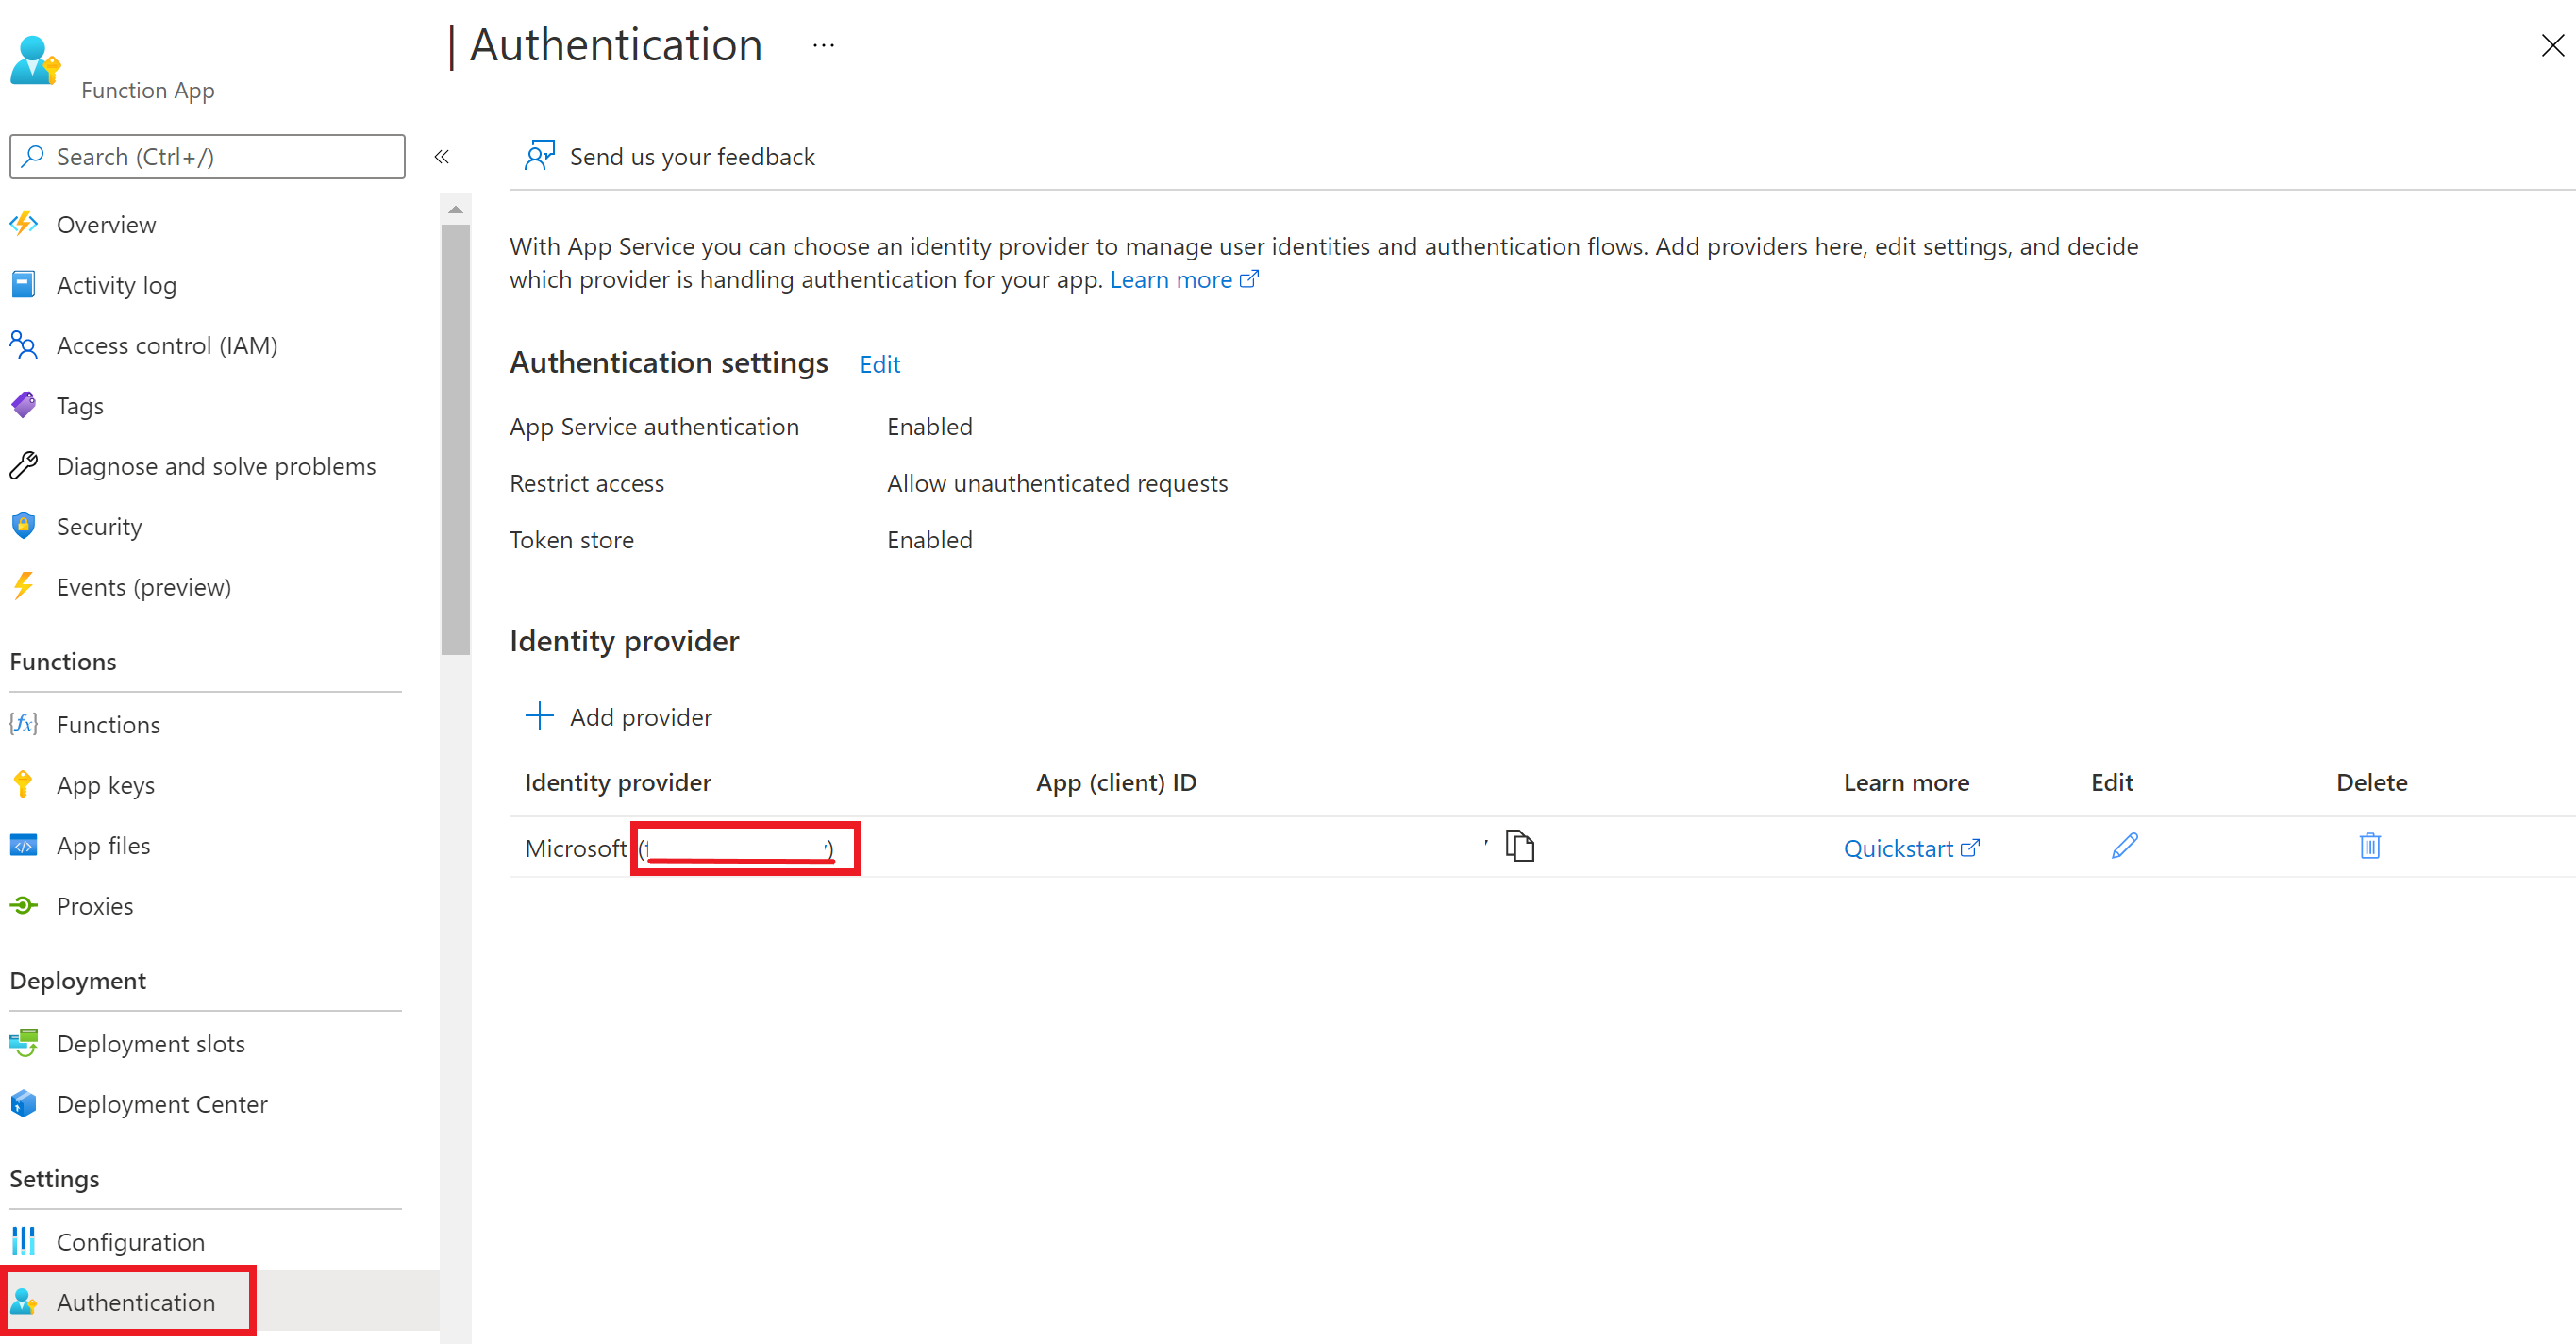 Function App
| Authentication ...
Search (Ctrl+/)
Overview
Activity log
Access control (IAM)
Tags
Diagnose and solve problems
Security
Events (preview)
Functions
Functions
App keys
App files
Proxies
Deployment
Deployment slots
Deployment Center
Settings
Configuration
Authentication
Send us your feedback
With App Service you can choose an identity provider to manage user identities and authentication flows. Add providers here, edit settings, and decide
which provider is handling authentication for your app. Learn more
Authentication settings Edit
App Service authentication Enabled
Restrict access Allow unauthenticated requests
Token store Enabled
Identity provider
Add provider
Identity provider App (client) ID Learn more Edit Delete
Microsoft ( ) Quickstart